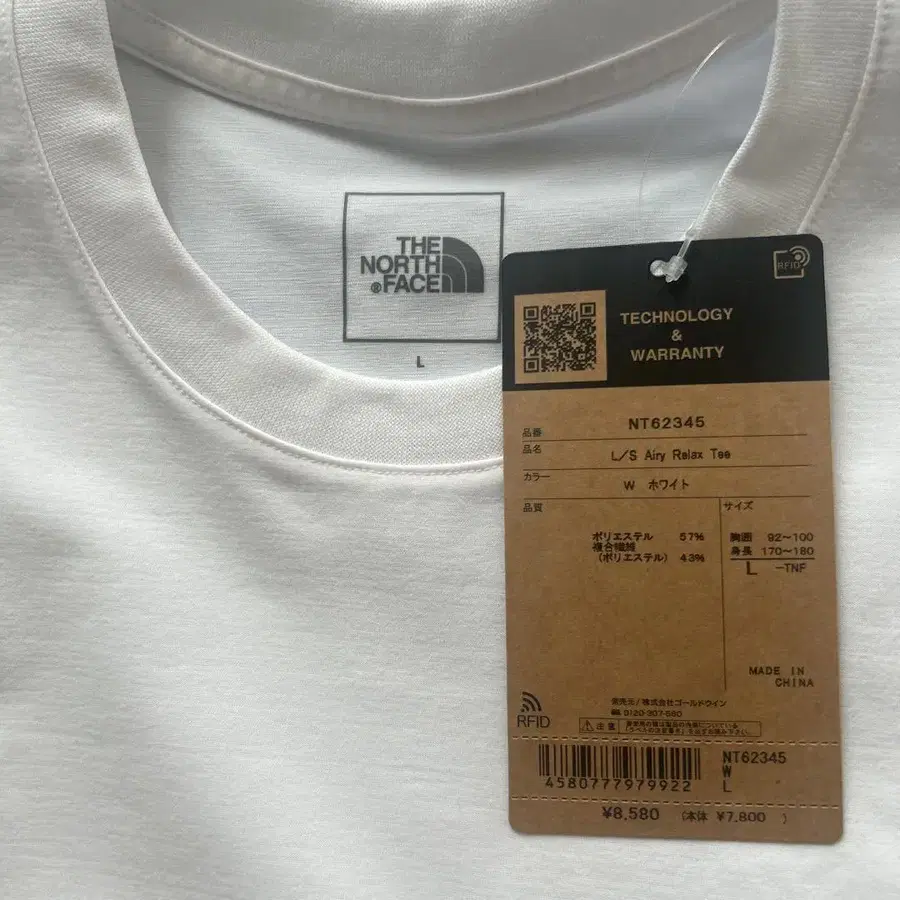 THE
NORTH
FACE
L
RFID
TECHNOLOGY
&
WARRANTY
品番 NT62345
品名 L/S Airy Relax Tee
カラー W ホワイト
品質
ポリエステル 57%
複合繊維
(ポリエステル) 43%
サイズ
胸囲 92〜100
身長 170〜180
L -TNF
MADE IN
CHINA
RFID
発売元/株式会社ゴールドウイン
☎ 0120-307-560
⚠注意
NT62345
W
L
4580777979922
¥8,580 (本体 ¥7,800 )